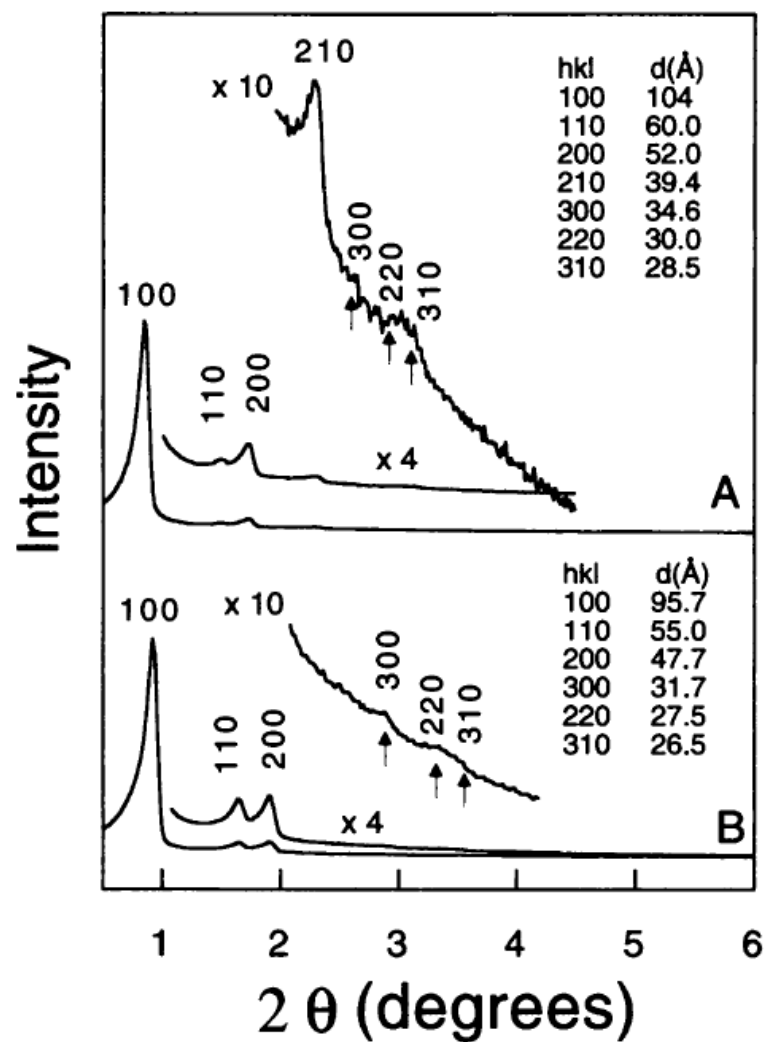 210
x 10
hkl d(Å)
100 104
110 60.0
200 52.0
210 39.4
300 34.6
220 30.0
310 28.5
300
220
310
100
110
200
x 4
A
Intensity
hkl d(Å)
100 95.7
110 55.0
200 47.7
300 31.7
220 27.5
310 26.5
100
x 10
300
220
310
110
200
x 4
B
1 2 3 4 5 6
2 θ (degrees)